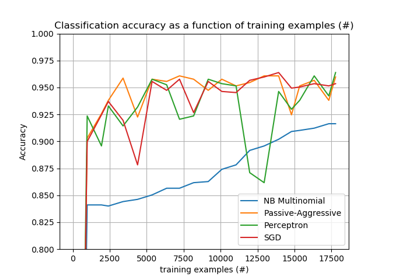 Classification accuracy as a function of training examples (#)
1.000
0.975
0.950
0.925
0.900
0.875
0.850
0.825
0.800
Accuracy
NB Multinomial
Passive-Aggressive
Perceptron
SGD
0 2500 5000 7500 10000 12500 15000 17500
training examples (#)